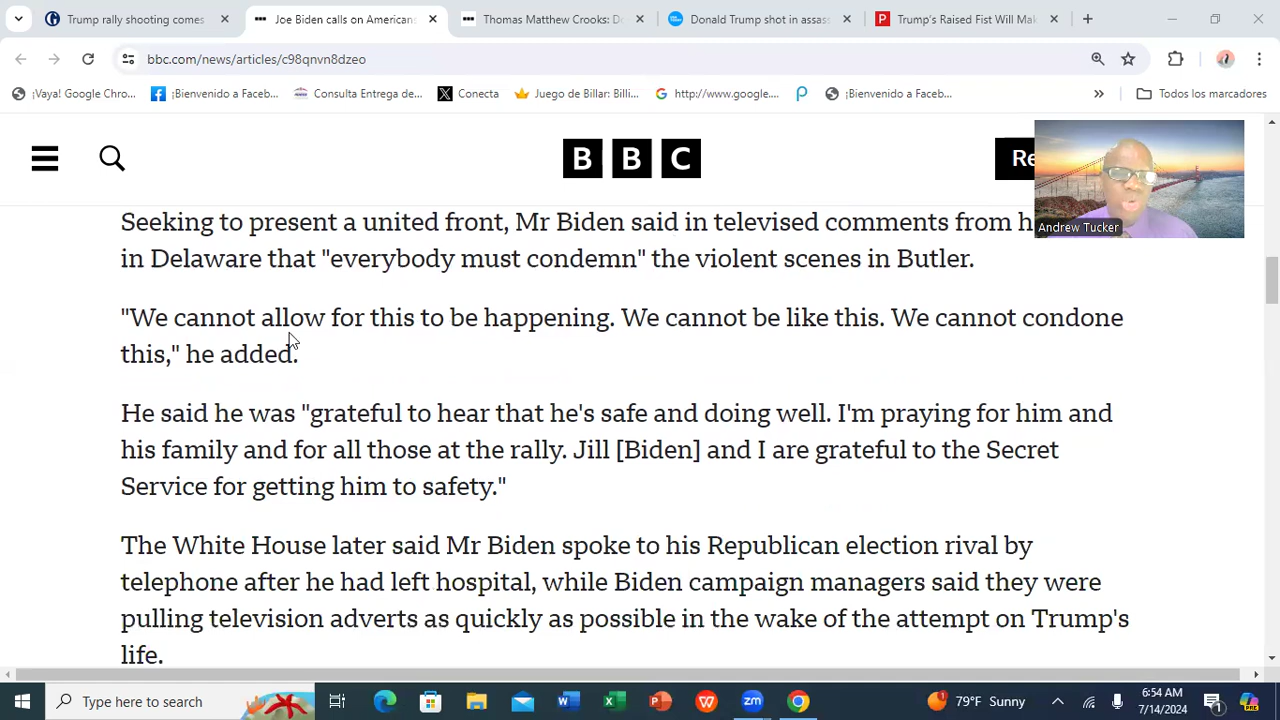 Trump rally shooting prom
Joe Biden calls on Americans
Thomas Matthew Crooks: Do
Donald Trump shot in assas
Trump's Raised Fist Will Mak
bbc.com/news/articles/c98qnvn8dzeo
¡Vaya! Google Chro...
¡Bienvenido a Faceb...
Consulta Entrega de...
Conecta
Juego de Billar: Billi...
http://www.google....
¡Bienvenido a Faceb...
Todos los marcadores
BBC
Re
Andrew Tucker
Seeking to present a united front, Mr Biden said in televised comments from h
in Delaware that "everybody must condemn" the violent scenes in Butler.
"We cannot allow for this to be happening. We cannot be like this. We cannot condone
this," he added.
He said he was "grateful to hear that he's safe and doing well. I'm praying for him and
his family and for all those at the rally. Jill [Biden] and I are grateful to the Secret
Service for getting him to safety."
The White House later said Mr Biden spoke to his Republican election rival by
telephone after he had left hospital, while Biden campaign managers said they were
pulling television adverts as quickly as possible in the wake of the attempt on Trump's
life.
Type here to search
79°F Sunny
6:54 AM
7/14/2024